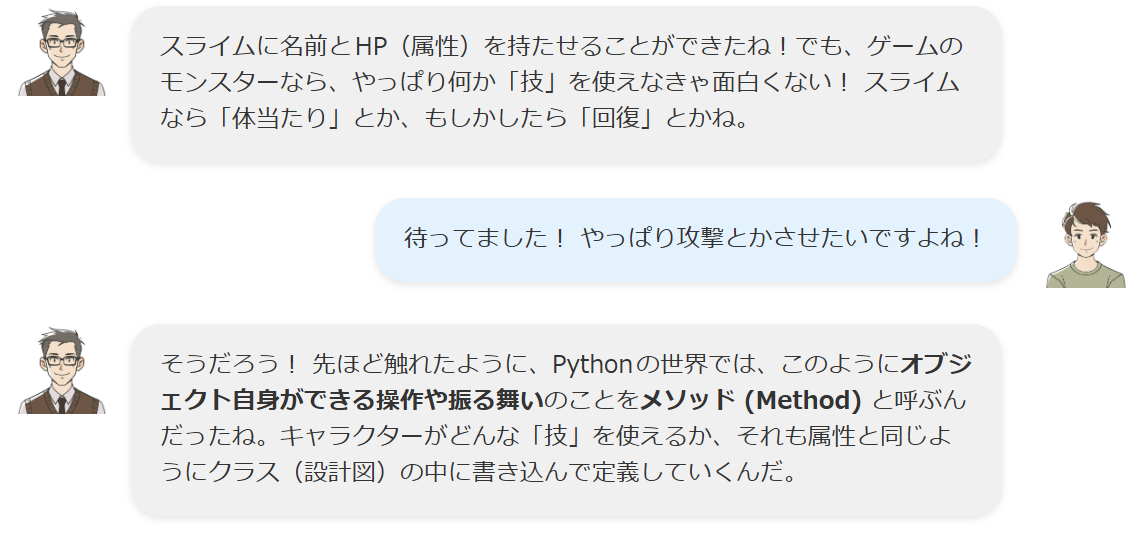 スライムに名前とHP（属性）を持たせることができたね！でも、ゲームの
モンスターなら、やっぱり何か「技」を使えなきゃ面白くない！ スライム
なら「体当たり」とか、もしかしたら「回復」とかね。
待ってました！ やっぱり攻撃とかさせたいですよね！
そうだろう！ 先ほど触れたように、Pythonの世界では、このようにオブジ
ェクト自身ができる操作や振る舞いのことをメソッド (Method) と呼ぶん
だったね。キャラクターがどんな「技」を使えるか、それも属性と同じよ
うにクラス（設計図）の中に書き込んで定義していくんだ。